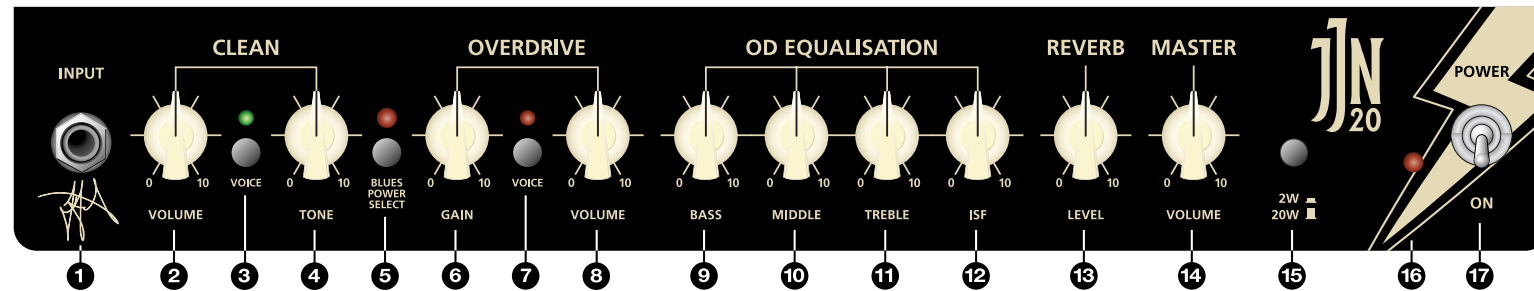 CLEAN OVERDRIVE OD EQUALISATION REVERB MASTER
JJN
20
INPUT POWER
0 10 0 10 0 10 0 10 0 10 0 10 0 10 0 10 0 10 0 10
VOICE BLUES VOICE
POWER
SELECT
2W
20W
ON
VOLUME TONE GAIN VOLUME BASS MIDDLE TREBLE ISF LEVEL VOLUME
1 2 3 4 5 6 7 8 9 10 11 12 13 14 15 16 17